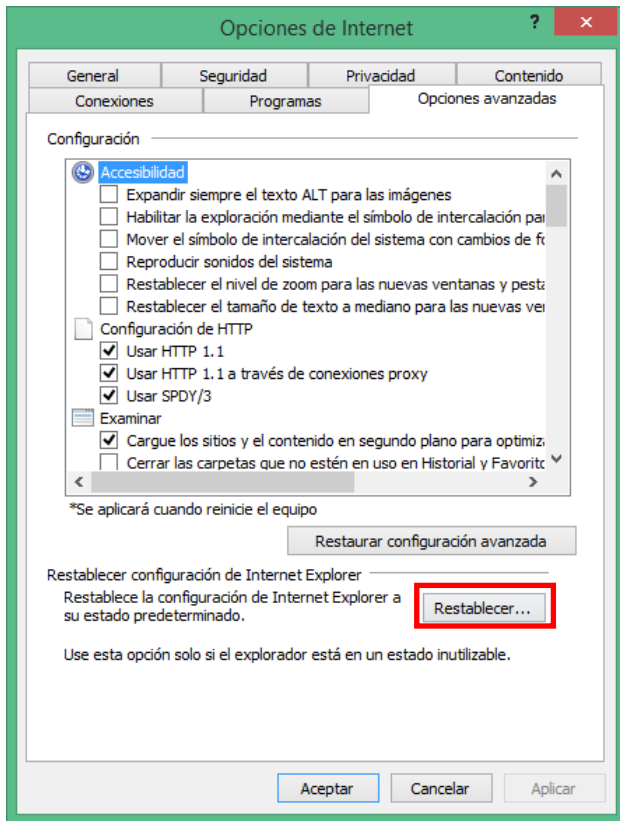 Opciones de Internet
?
General Seguridad Privacidad Contenido
Conexiones Programas Opciones avanzadas
Configuración
Accesibilidad
Expandir siempre el texto ALT para las imágenes
Habilitar la exploración mediante el símbolo de intercalación
Mover el símbolo de intercalación del sistema con cambios de
Reproducir sonidos del sistema
Restablecer el nivel de zoom para las nuevas ventanas y
Restablecer el tamaño de texto a mediano para las nuevas
Configuración de HTTP
Usar HTTP 1.1
Usar HTTP 1.1 a través de conexiones proxy
Usar SPDY/3
Examinar
Cargue los sitios y el contenido en segundo plano para
Cerrar las carpetas que no estén en uso en Historial y
*Se aplicará cuando reinicie el equipo
Restaurar configuración avanzada
Restablecer configuración de Internet Explorer
Restablece la configuración de Internet Explorer a
su estado predeterminado.
Restablecer...
Use esta opción solo si el explorador está en un estado inutilizable.
Aceptar Cancelar Aplicar